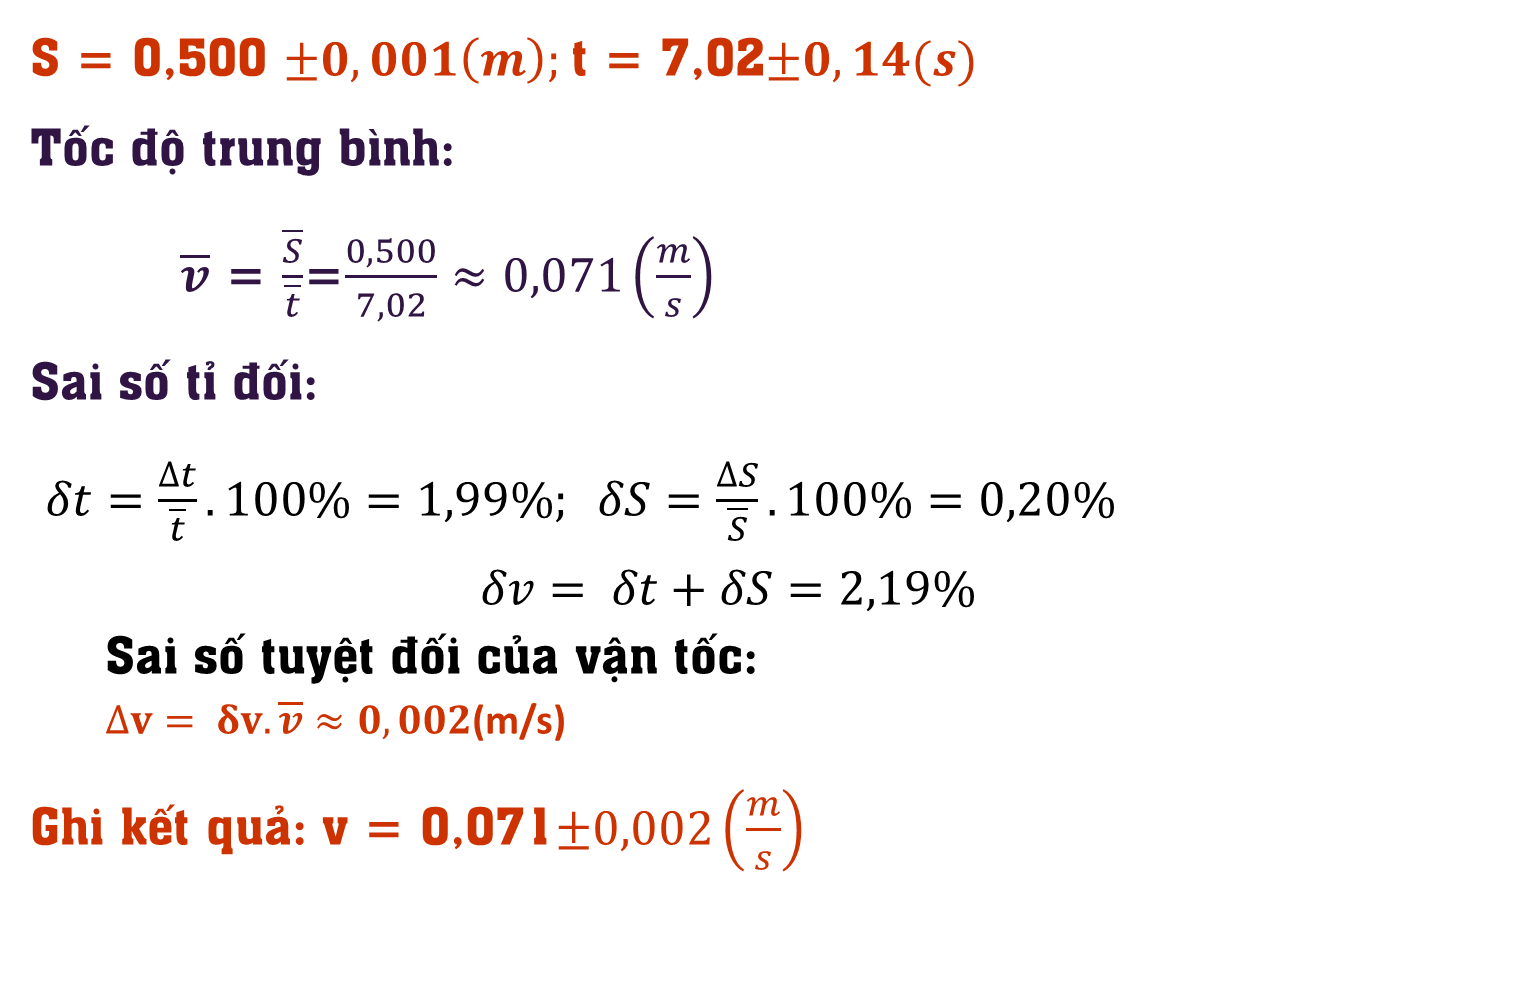 S = 0,500 ±0,001(m); t = 7,02±0,14(s)
Tốc độ trung bình:
v̅ = S̅/t̅ = 0,500/7,02 ≈ 0,071 (m/s)
Sai số tỉ đối:
δt = Δt/t̅ . 100% = 1,99%; δS = ΔS/S̅ . 100% = 0,20%
δv = δt + δS = 2,19%
Sai số tuyệt đối của vận tốc:
Δv = δv. v̅ ≈ 0,002(m/s)
Ghi kết quả: v = 0,071±0,002 (m/s)